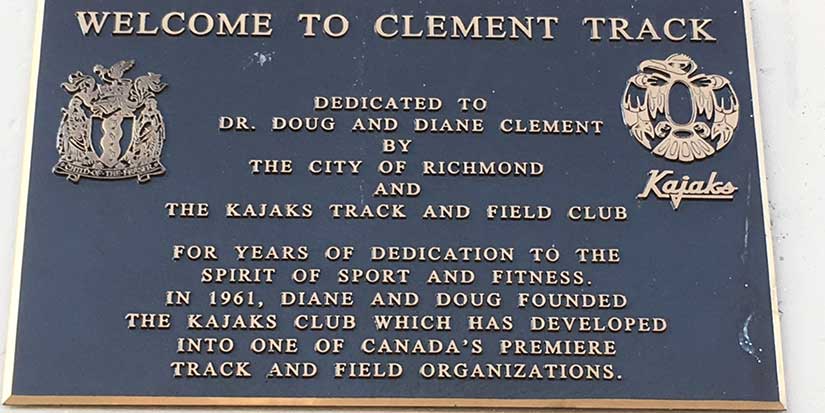 WELCOME TO CLEMENT TRACK
DEDICATED TO
DR. DOUG AND DIANE CLEMENT
BY
THE CITY OF RICHMOND
AND
THE KAJAKS TRACK AND FIELD CLUB
Kajaks
FOR YEARS OF DEDICATION TO THE
SPIRIT OF SPORT AND FITNESS.
IN 1961, DIANE AND DOUG FOUNDED
THE KAJAKS CLUB WHICH HAS DEVELOPED
INTO ONE OF CANADA'S PREMIERE
TRACK AND FIELD ORGANIZATIONS.